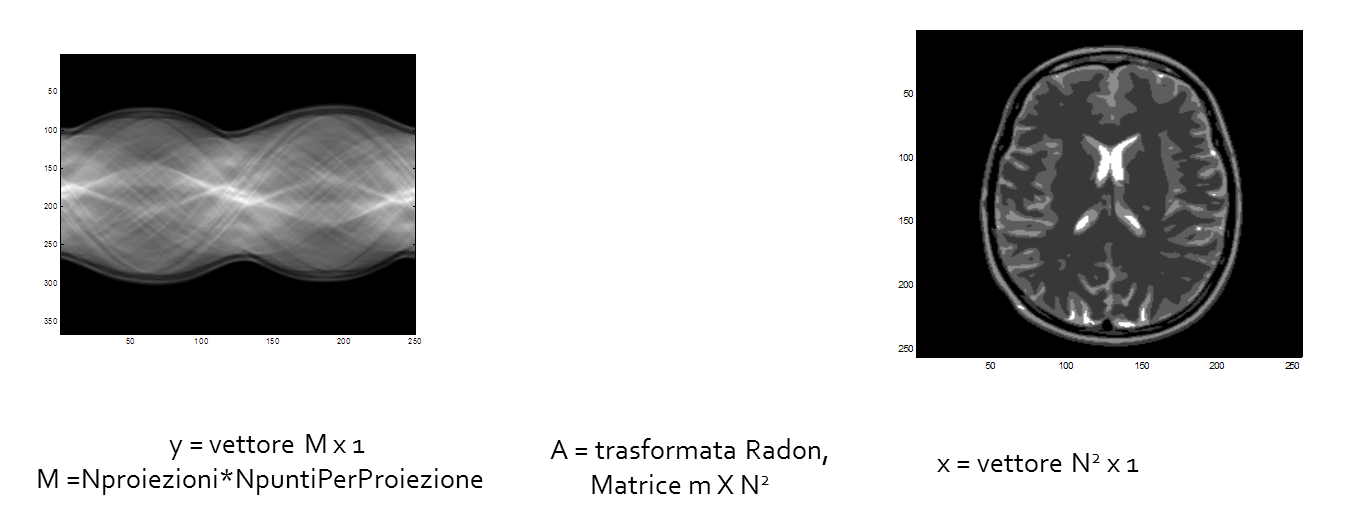 50
100
150
200
250
300
350
50 100 150 200 250
50
100
150
200
250
50 100 150 200 250
y = vettore M x 1
M =Nproiezioni*NpuntiPerProiezione
A = trasformata Radon,
Matrice m X N²
x = vettore N² x 1